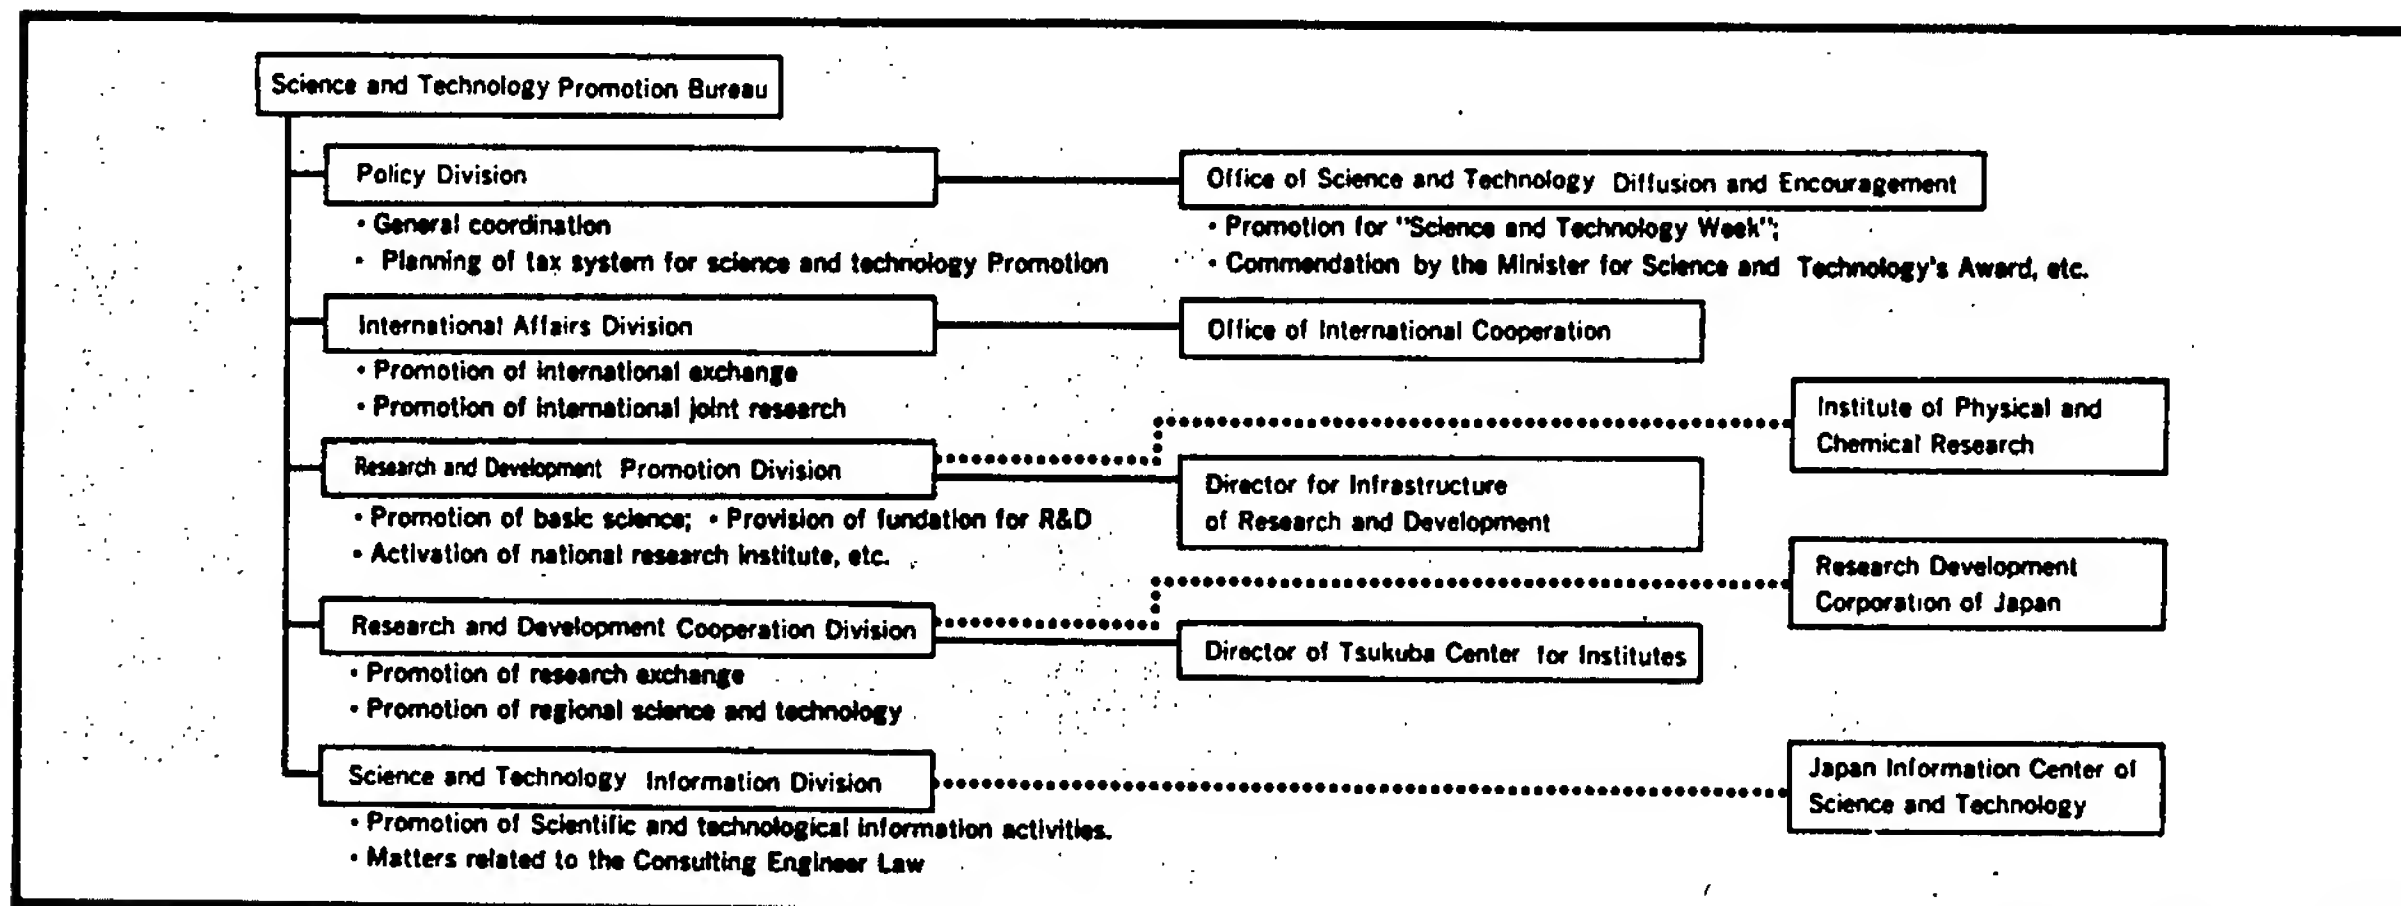 Science and Technology Promotion Bureau
Policy Division
• General coordination
• Planning of tax system for science and technology Promotion
Office of Science and Technology Diffusion and Encouragement
• Promotion for "Science and Technology Week";
• Commendation by the Minister for Science and Technology's Award, etc.
International Affairs Division
• Promotion of international exchange
• Promotion of international joint research
Office of International Cooperation
Research and Development Promotion Division
• Promotion of basic science; • Provision of fundation for R&D
• Activation of national research institute, etc.
Director for Infrastructure
of Research and Development
Institute of Physical and
Chemical Research
Research and Development Cooperation Division
• Promotion of research exchange
• Promotion of regional science and technology
Director of Tsukuba Center for Institutes
Research Development
Corporation of Japan
Science and Technology Information Division
• Promotion of Scientific and technological information activities.
• Matters related to the Consulting Engineer Law
Japan Information Center of
Science and Technology